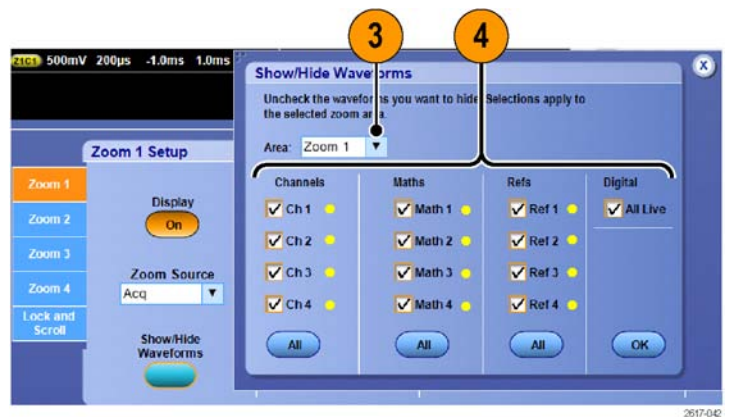 3
4
Z1C1 500mV 200µs -1.0ms 1.0ms
Show/Hide Waveforms
x
Uncheck the waveforms you want to hide. Selections apply to
the selected zoom area.
Area: Zoom 1
Zoom 1 Setup
Zoom 1
Zoom 2
Zoom 3
Zoom 4
Lock and
Scroll
Display
On
Zoom Source
Acq
Show/Hide
Waveforms
Channels Maths Refs Digital
Ch 1 Math 1 Ref 1 All Live
Ch 2 Math 2 Ref 2
Ch 3 Math 3 Ref 3
Ch 4 Math 4 Ref 4
All All All OK
2617-042